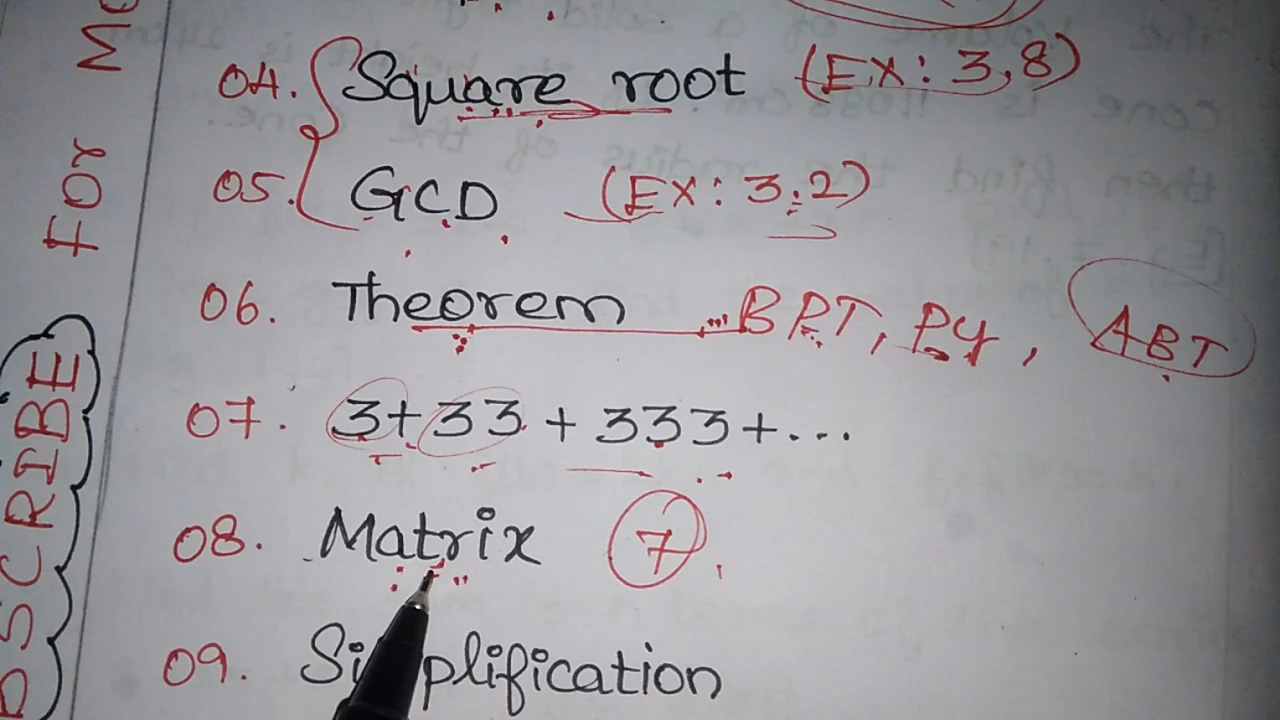 04. Square root (EX: 3,8)
05. GCD (EX: 3.2)
06. Theorem ... BPT, PY, ABT
07. 3+33+333+...
08. Matrix 7
09. Simplification
For
BSCRIBE